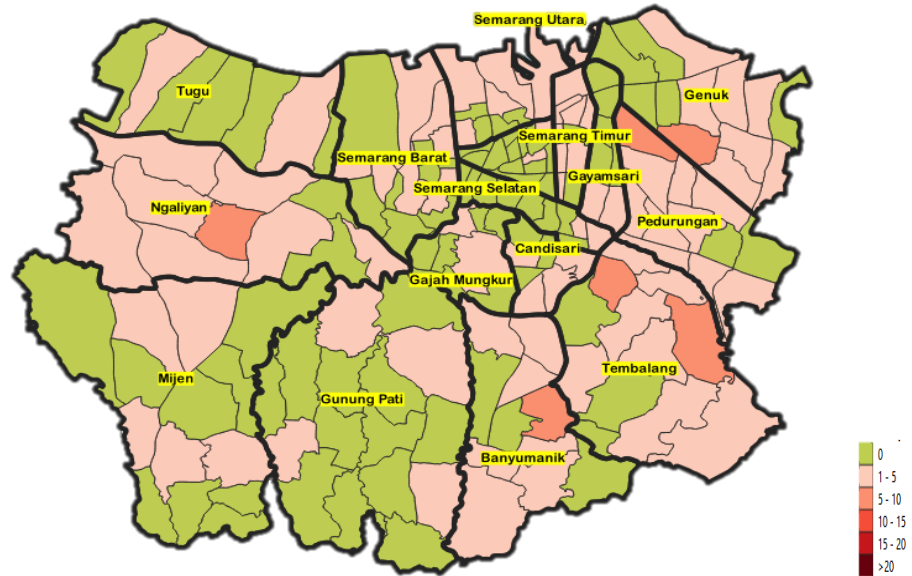 Semarang Utara
Tugu
Genuk
Semarang Timur
Semarang Barat
Gayamsari
Semarang Selatan
Ngaliyan
Pedurungan
Candisari
Gajah Mungkur
Tembalang
Mijen
Gunung Pati
Banyumanik
0
1 - 5
5 - 10
10 - 15
15 - 20
>20